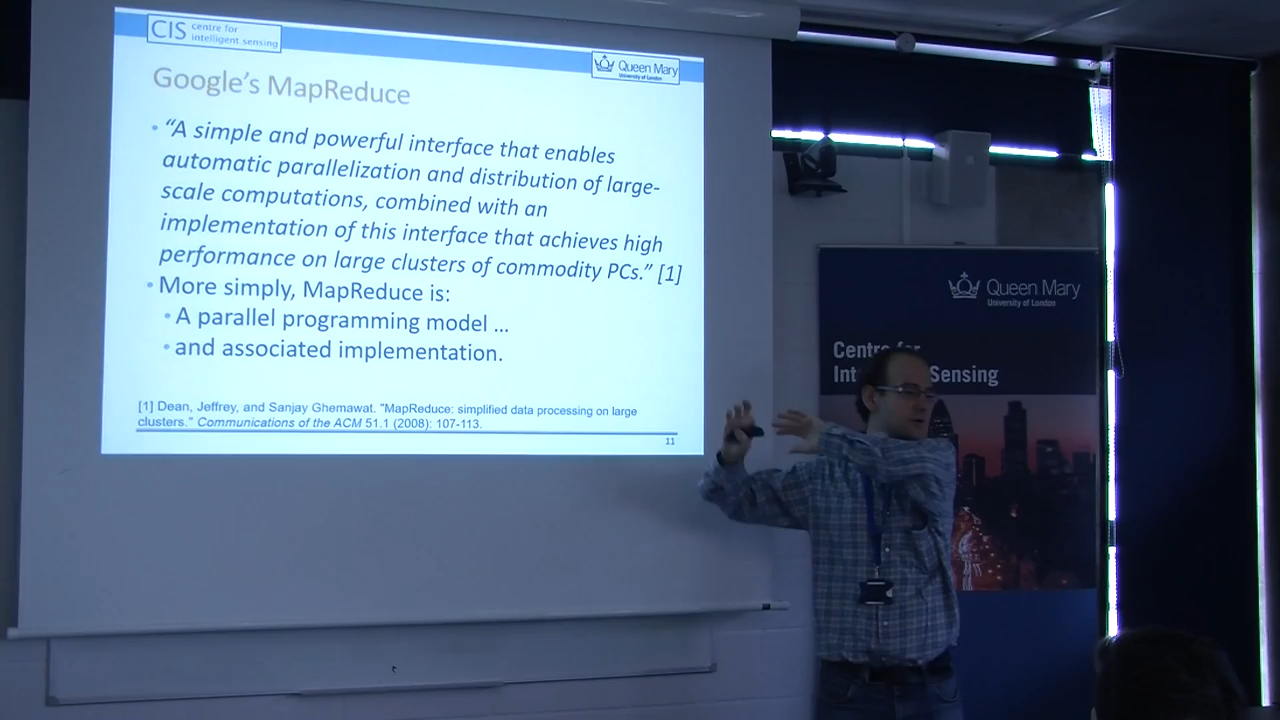 CIS centre for
intelligent sensing
Queen Mary
University of London
Google's MapReduce
• "A simple and powerful interface that enables
automatic parallelization and distribution of large-
scale computations, combined with an
implementation of this interface that achieves high
performance on large clusters of commodity PCs." [1]
• More simply, MapReduce is:
• A parallel programming model ...
• and associated implementation.
[1] Dean, Jeffrey, and Sanjay Ghemawat. "MapReduce: simplified data processing on large
clusters." Communications of the ACM 51.1 (2008): 107-113.
11
Queen Mary
University of London
Centre for
Sensing